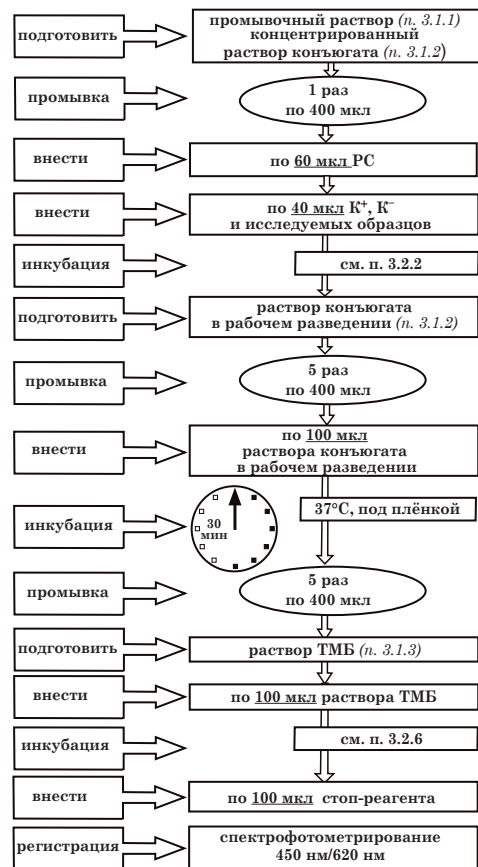 подготовить
промывочный раствор (п. 3.1.1)
концентрированный
раствор конъюгата (п. 3.1.2)
промывка
1 раз
по 400 мкл
внести
по 60 мкл РС
внести
по 40 мкл К⁺, К⁻
и исследуемых образцов
инкубация
см. п. 3.2.2
подготовить
раствор конъюгата
в рабочем разведении (п. 3.1.2)
промывка
5 раз
по 400 мкл
внести
по 100 мкл
раствора конъюгата
в рабочем разведении
инкубация
30
мин
37°С, под плёнкой
промывка
5 раз
по 400 мкл
подготовить
раствор ТМБ (п. 3.1.3)
внести
по 100 мкл раствора ТМБ
инкубация
см. п. 3.2.6
внести
по 100 мкл стоп-реагента
регистрация
спектрофотометрирование
450 нм/620 нм